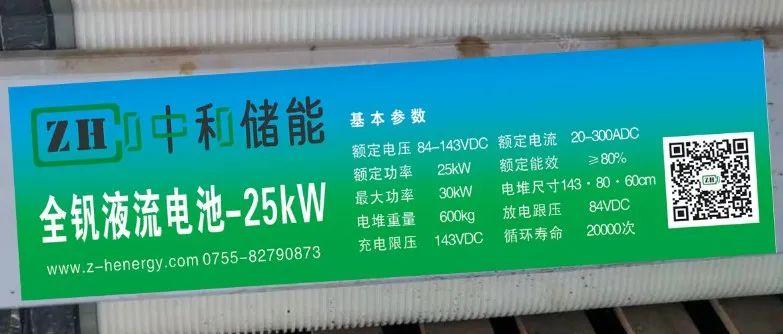 ZH 中和储能
全钒液流电池-25kW
www.z-henergy.com 0755-82790873
基本参数
额定电压 84-143VDC 额定电流 20-300ADC
额定功率 25kW 额定能效 ≥80%
最大功率 30kW 电堆尺寸 143·80·60cm
电堆重量 600kg 放电跟压 84VDC
充电限压 143VDC 循环寿命 20000次
ZH